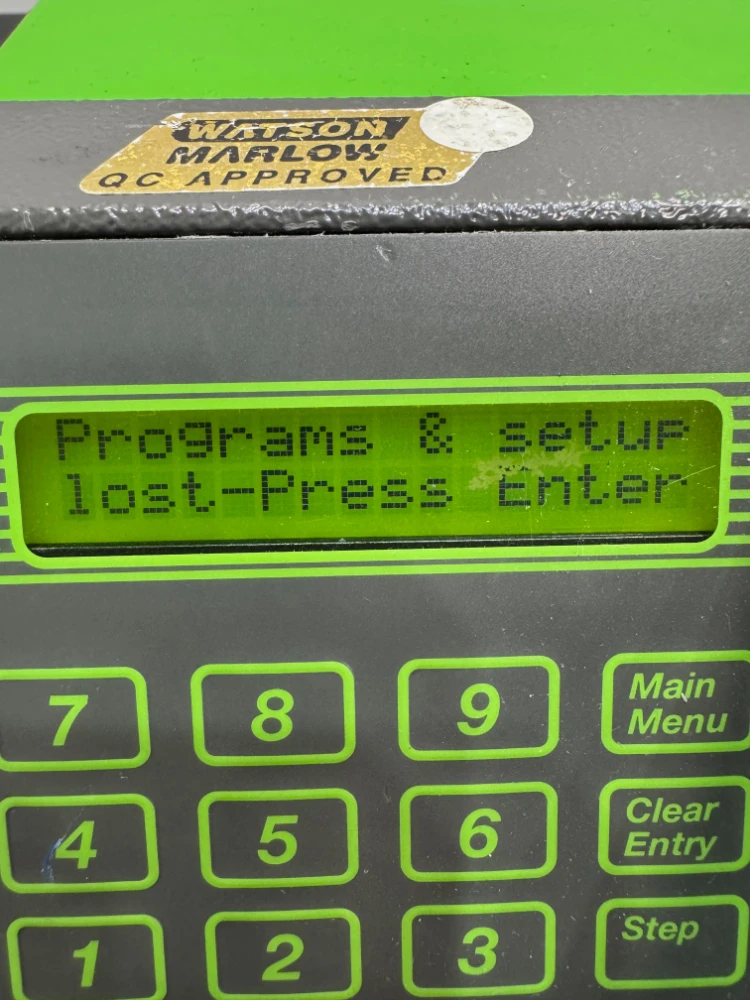 WATSON
MARLOW
QC APPROVED
Programs & setup
lost-Press Enter
7 8 9 Main Menu
4 5 6 Clear Entry
1 2 3 Step